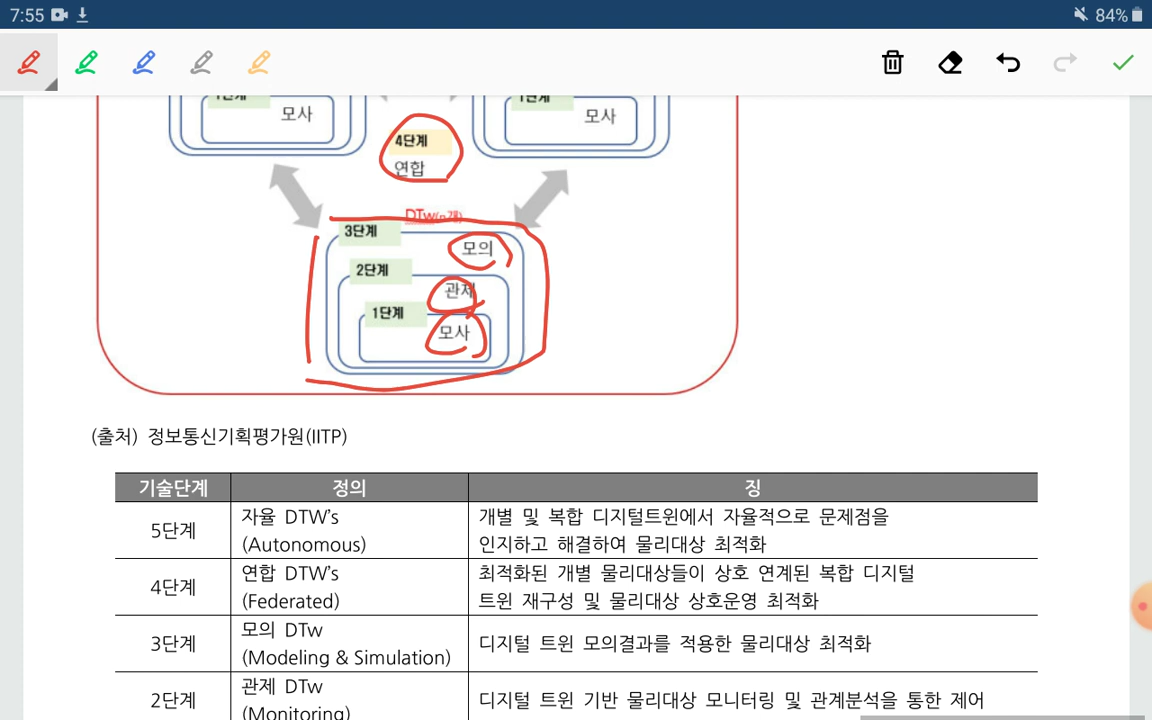 7:55
84%
1단계
모사
1단계
모사
4단계
연합
DTw(n개)
3단계
모의
2단계
관제
1단계
모사
(출처) 정보통신기획평가원(IITP)
기술단계 정의 징
5단계 자율 DTW's (Autonomous) 개별 및 복합 디지털트윈에서 자율적으로 문제점을
인지하고 해결하여 물리대상 최적화
4단계 연합 DTW's (Federated) 최적화된 개별 물리대상들이 상호 연계된 복합 디지털
트윈 재구성 및 물리대상 상호운영 최적화
3단계 모의 DTw (Modeling & Simulation) 디지털 트윈 모의결과를 적용한 물리대상 최적화
2단계 관제 DTw (Monitoring) 디지털 트윈 기반 물리대상 모니터링 및 관계분석을 통한 제어